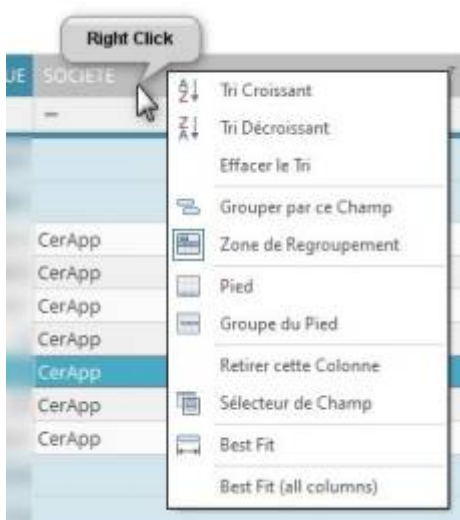 Right Click
UE SOCIETE
Tri Croissant
Tri Décroissant
Effacer le Tri
Grouper par ce Champ
Zone de Regroupement
CerApp
CerApp
Pied
CerApp
Groupe du Pied
CerApp
CerApp
Retirer cette Colonne
CerApp
Sélecteur de Champ
CerApp
Best Fit
Best Fit (all columns)